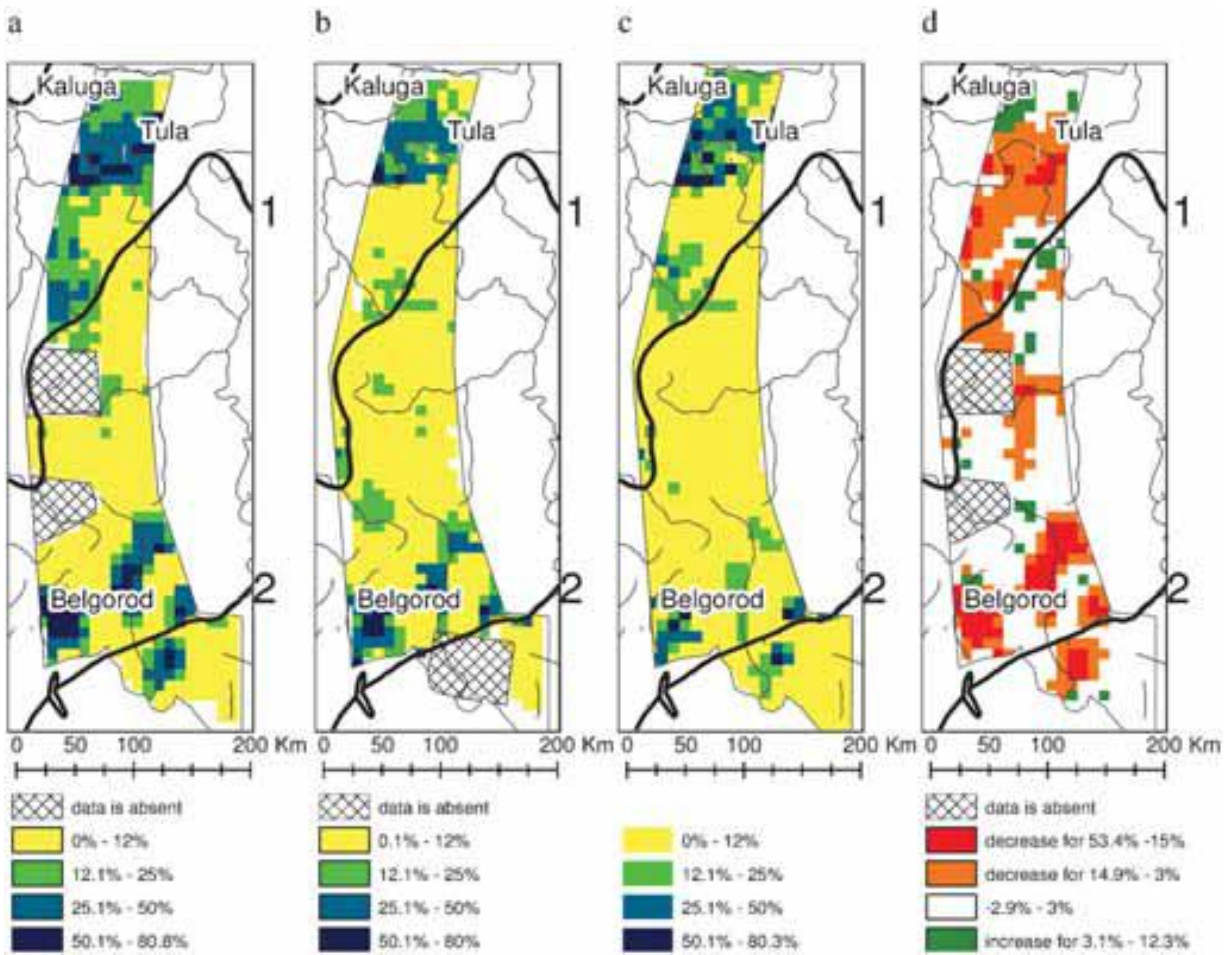 a
b
c
d
Kaluga
Tula
1
Belgorod
2
0 50 100 200 Km
Kaluga
Tula
1
Belgorod
2
0 50 100 200 Km
Kaluga
Tula
1
Belgorod
2
0 50 100 200 Km
Kaluga
Tula
1
Belgorod
2
0 50 100 200 Km
data is absent
0% - 12%
12.1% - 25%
25.1% - 50%
50.1% - 80.8%
data is absent
0.1% - 12%
12.1% - 25%
25.1% - 50%
50.1% - 80%
0% - 12%
12.1% - 25%
25.1% - 50%
50.1% - 80.3%
data is absent
decrease for 53.4% -15%
decrease for 14.9% - 3%
-2.9% - 3%
increase for 3.1% - 12.3%